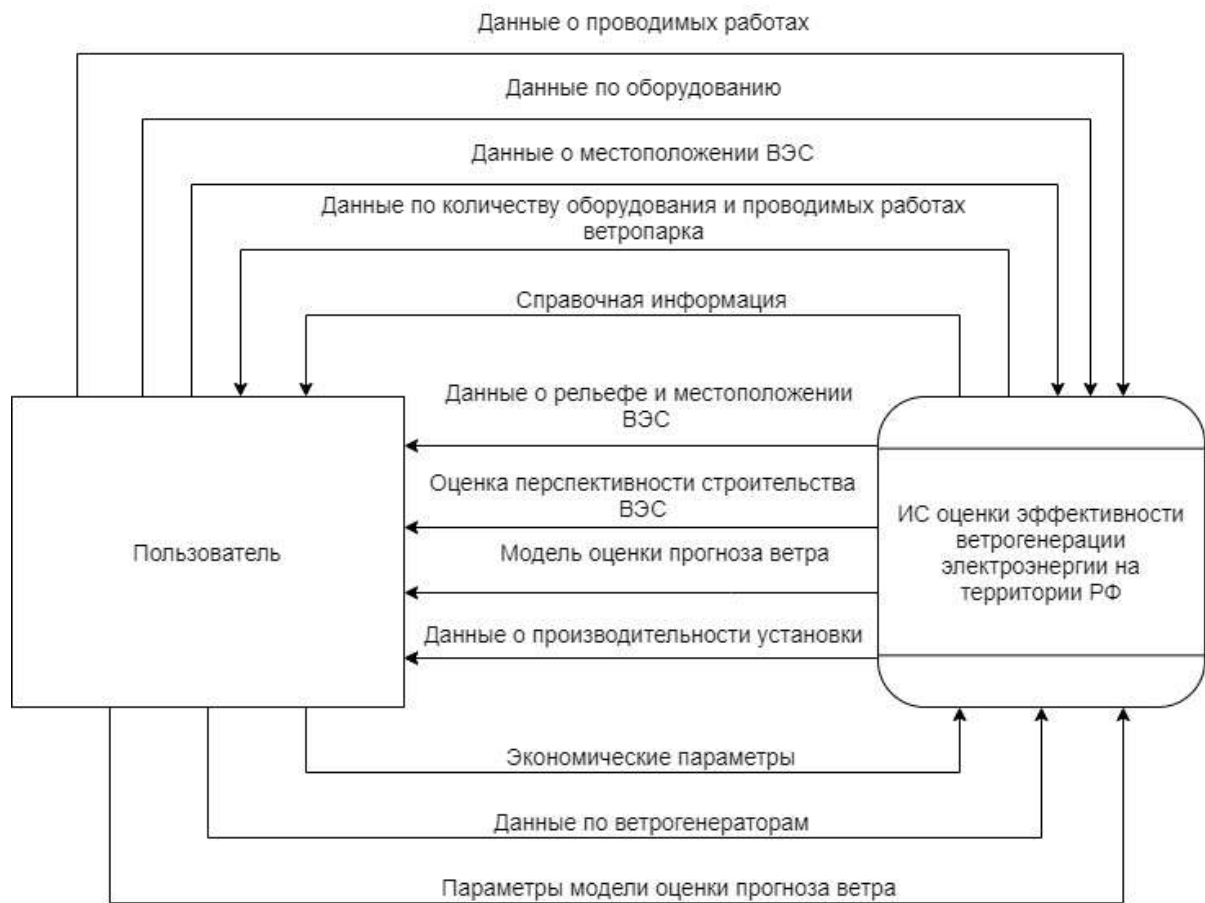 Данные о проводимых работах
Данные по оборудованию
Данные о местоположении ВЭС
Данные по количеству оборудования и проводимых работах
ветропарка
Справочная информация
Данные о рельефе и местоположении
ВЭС
Оценка перспективности строительства
ВЭС
Пользователь
Модель оценки прогноза ветра
ИС оценки эффективности
ветрогенерации
электроэнергии на
территории РФ
Данные о производительности установки
Экономические параметры
Данные по ветрогенераторам
Параметры модели оценки прогноза ветра